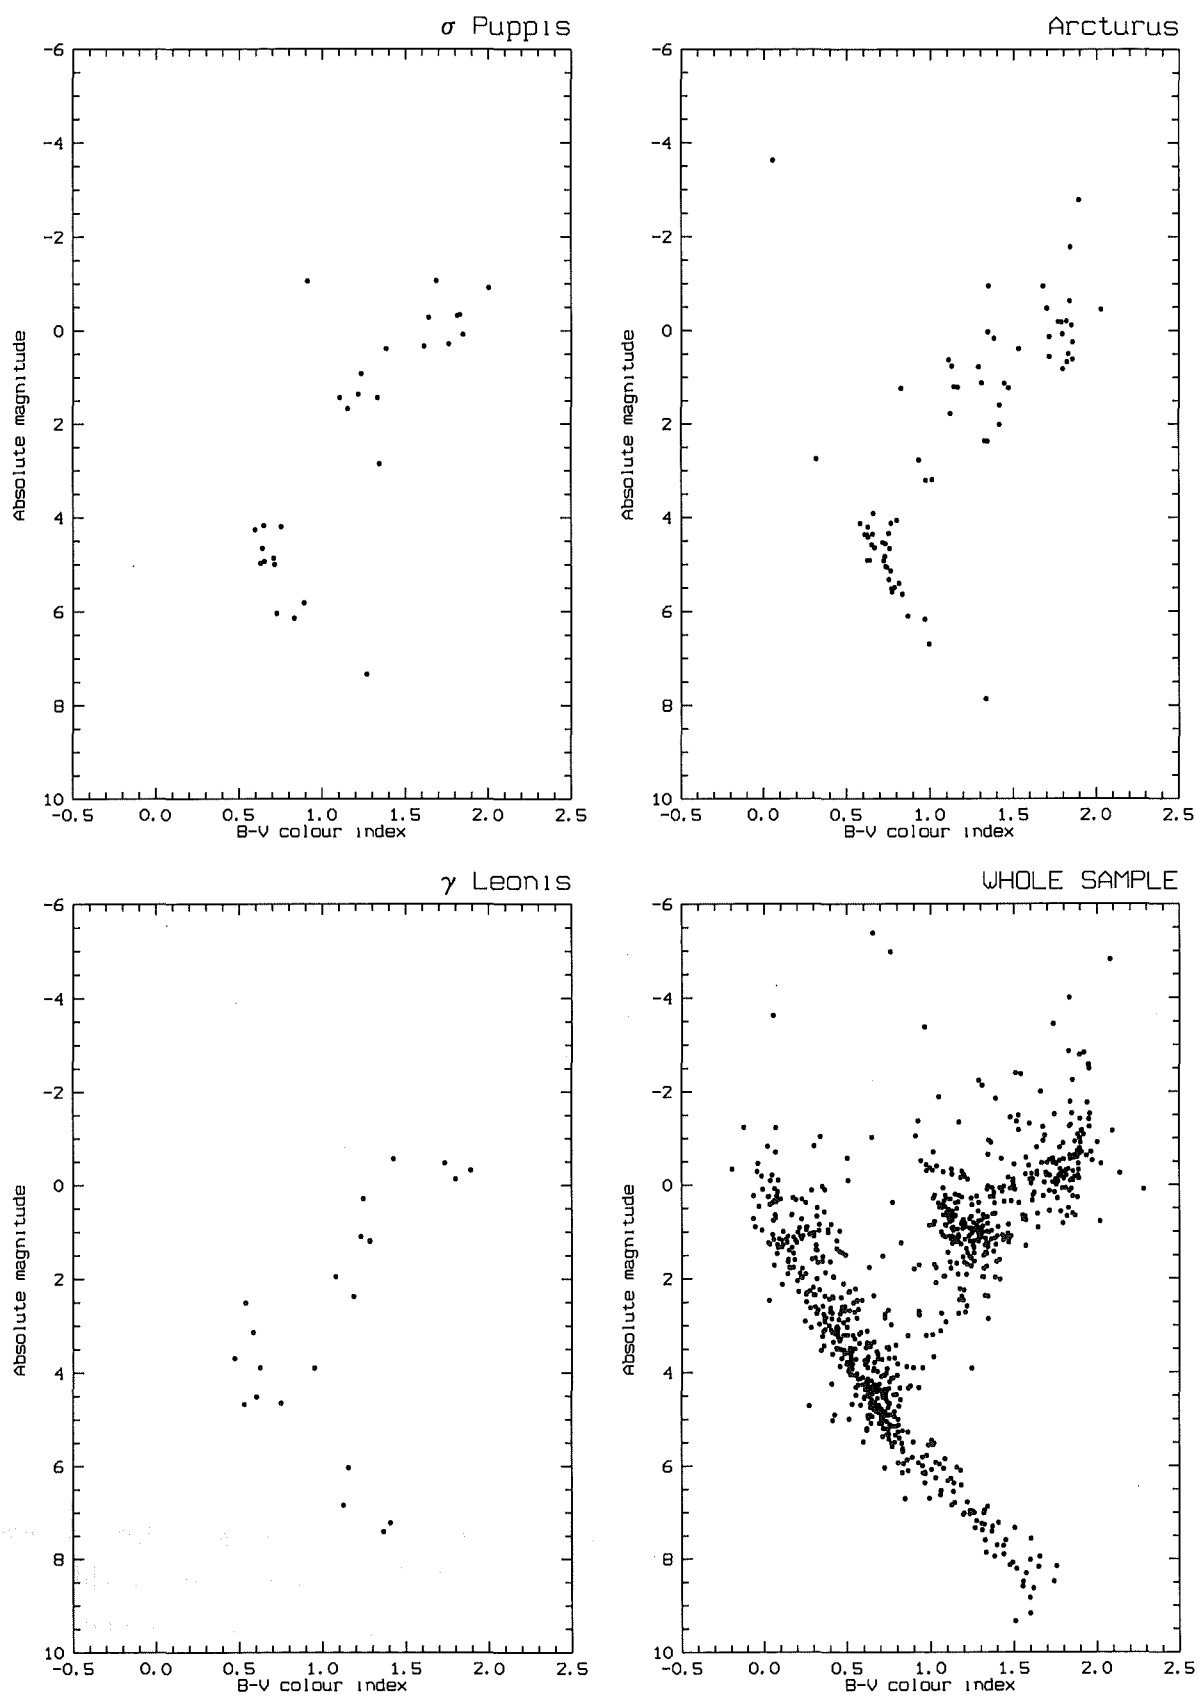 σ Puppis
-6
-4
-2
0
2
4
6
8
10
Absolute magnitude
-0.5 0.0 0.5 1.0 1.5 2.0 2.5
B-V colour index
Arcturus
-6
-4
-2
0
2
4
6
8
10
Absolute magnitude
-0.5 0.0 0.5 1.0 1.5 2.0 2.5
B-V colour index
γ Leonis
-6
-4
-2
0
2
4
6
8
10
Absolute magnitude
-0.5 0.0 0.5 1.0 1.5 2.0 2.5
B-V colour index
WHOLE SAMPLE
-6
-4
-2
0
2
4
6
8
10
Absolute magnitude
-0.5 0.0 0.5 1.0 1.5 2.0 2.5
B-V colour index